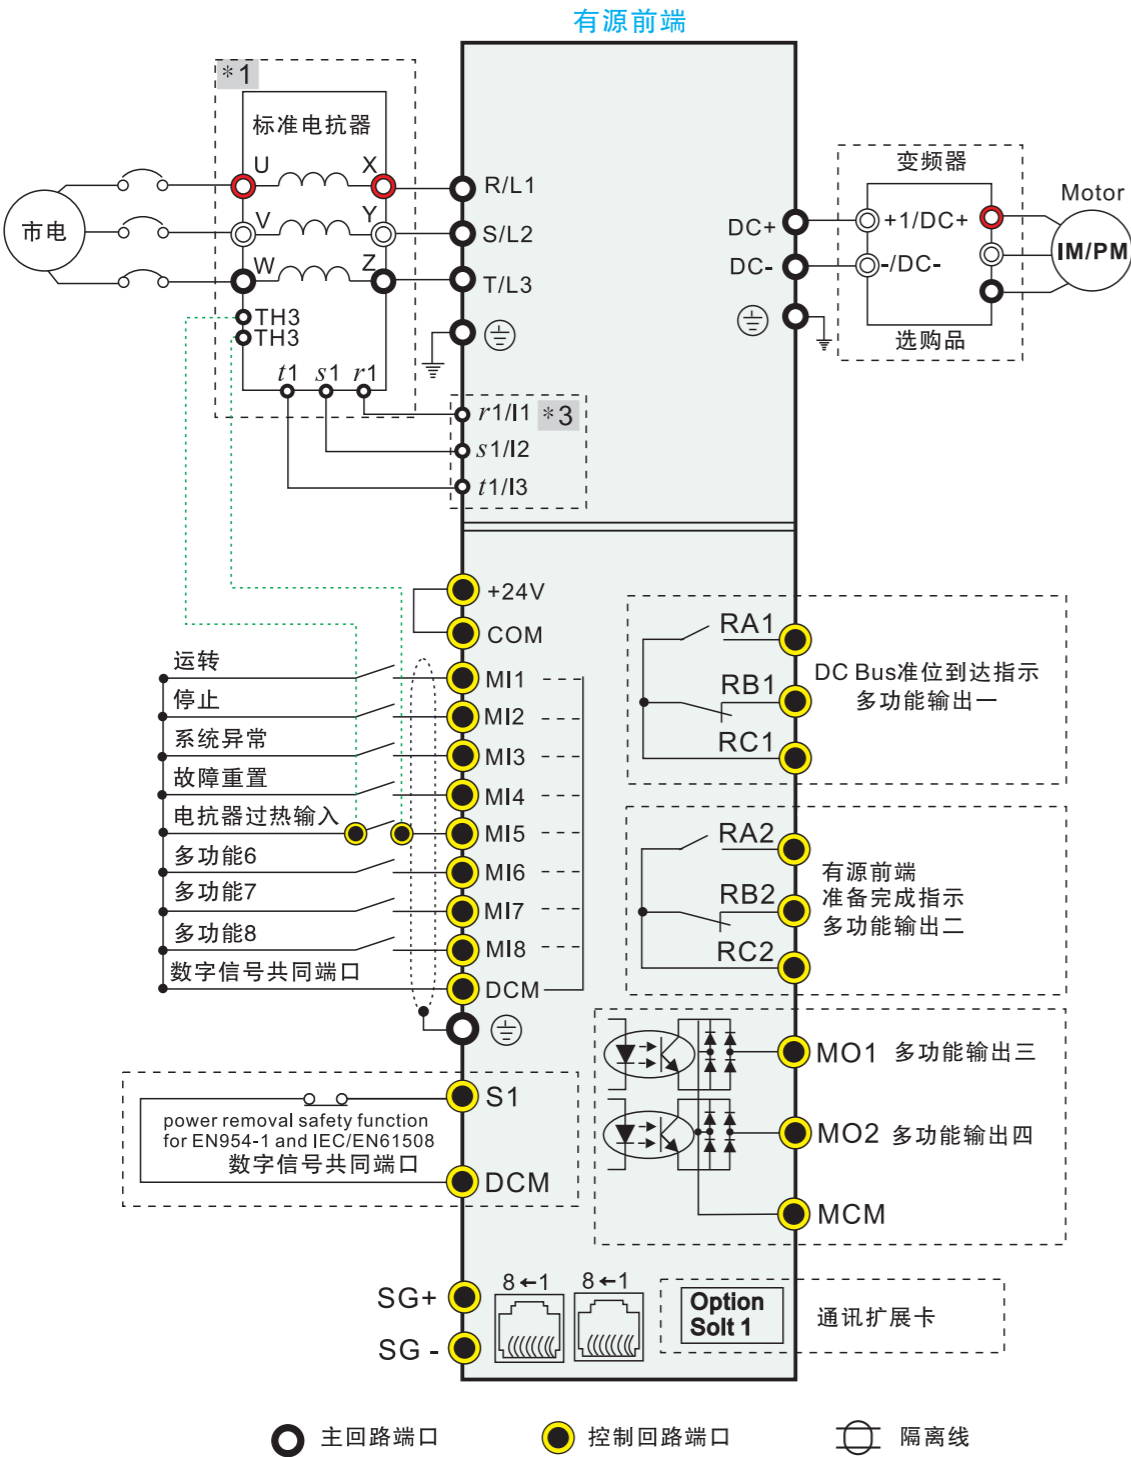 有源前端
*1
标准电抗器
U X
V Y
W Z
TH3
TH3
t1 s1 r1
市电
R/L1
S/L2
T/L3
r1/I1 *3
s1/I2
t1/I3
DC+
DC-
变频器
+1/DC+
-/DC-
选购品
Motor
IM/PM
+24V
COM
运转
MI1
停止
MI2
系统异常
MI3
故障重置
MI4
电抗器过热输入
MI5
多功能6
MI6
多功能7
MI7
多功能8
MI8
数字信号共同端口
DCM
RA1
RB1
RC1
DC Bus准位到达指示
多功能输出一
RA2
RB2
RC2
有源前端
准备完成指示
多功能输出二
MO1 多功能输出三
MO2 多功能输出四
MCM
S1
power removal safety function
for EN954-1 and IEC/EN61508
数字信号共同端口
DCM
SG+
SG -
8←1
8←1
Option
Solt 1
通讯扩展卡
主回路端口
控制回路端口
隔离线